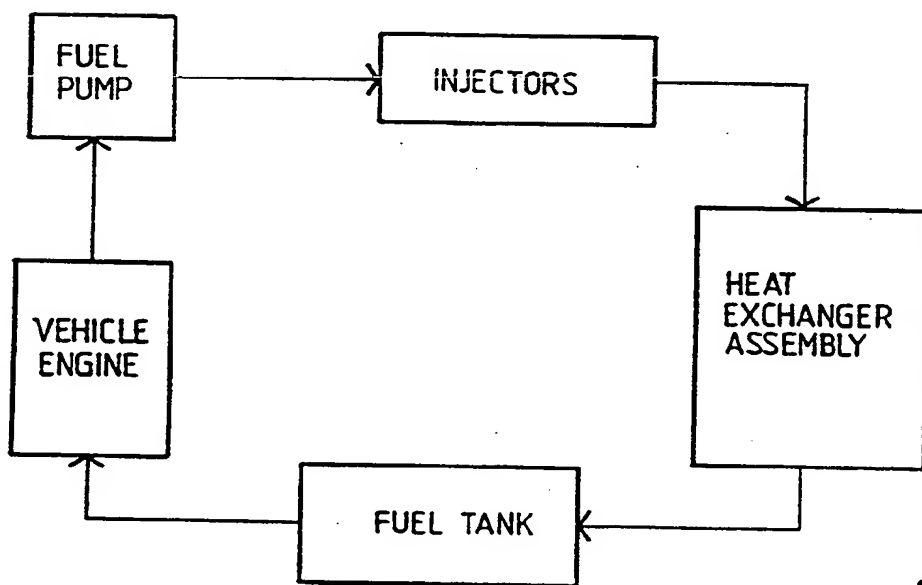 FUEL
PUMP
INJECTORS
HEAT
EXCHANGER
ASSEMBLY
VEHICLE
ENGINE
FUEL TANK